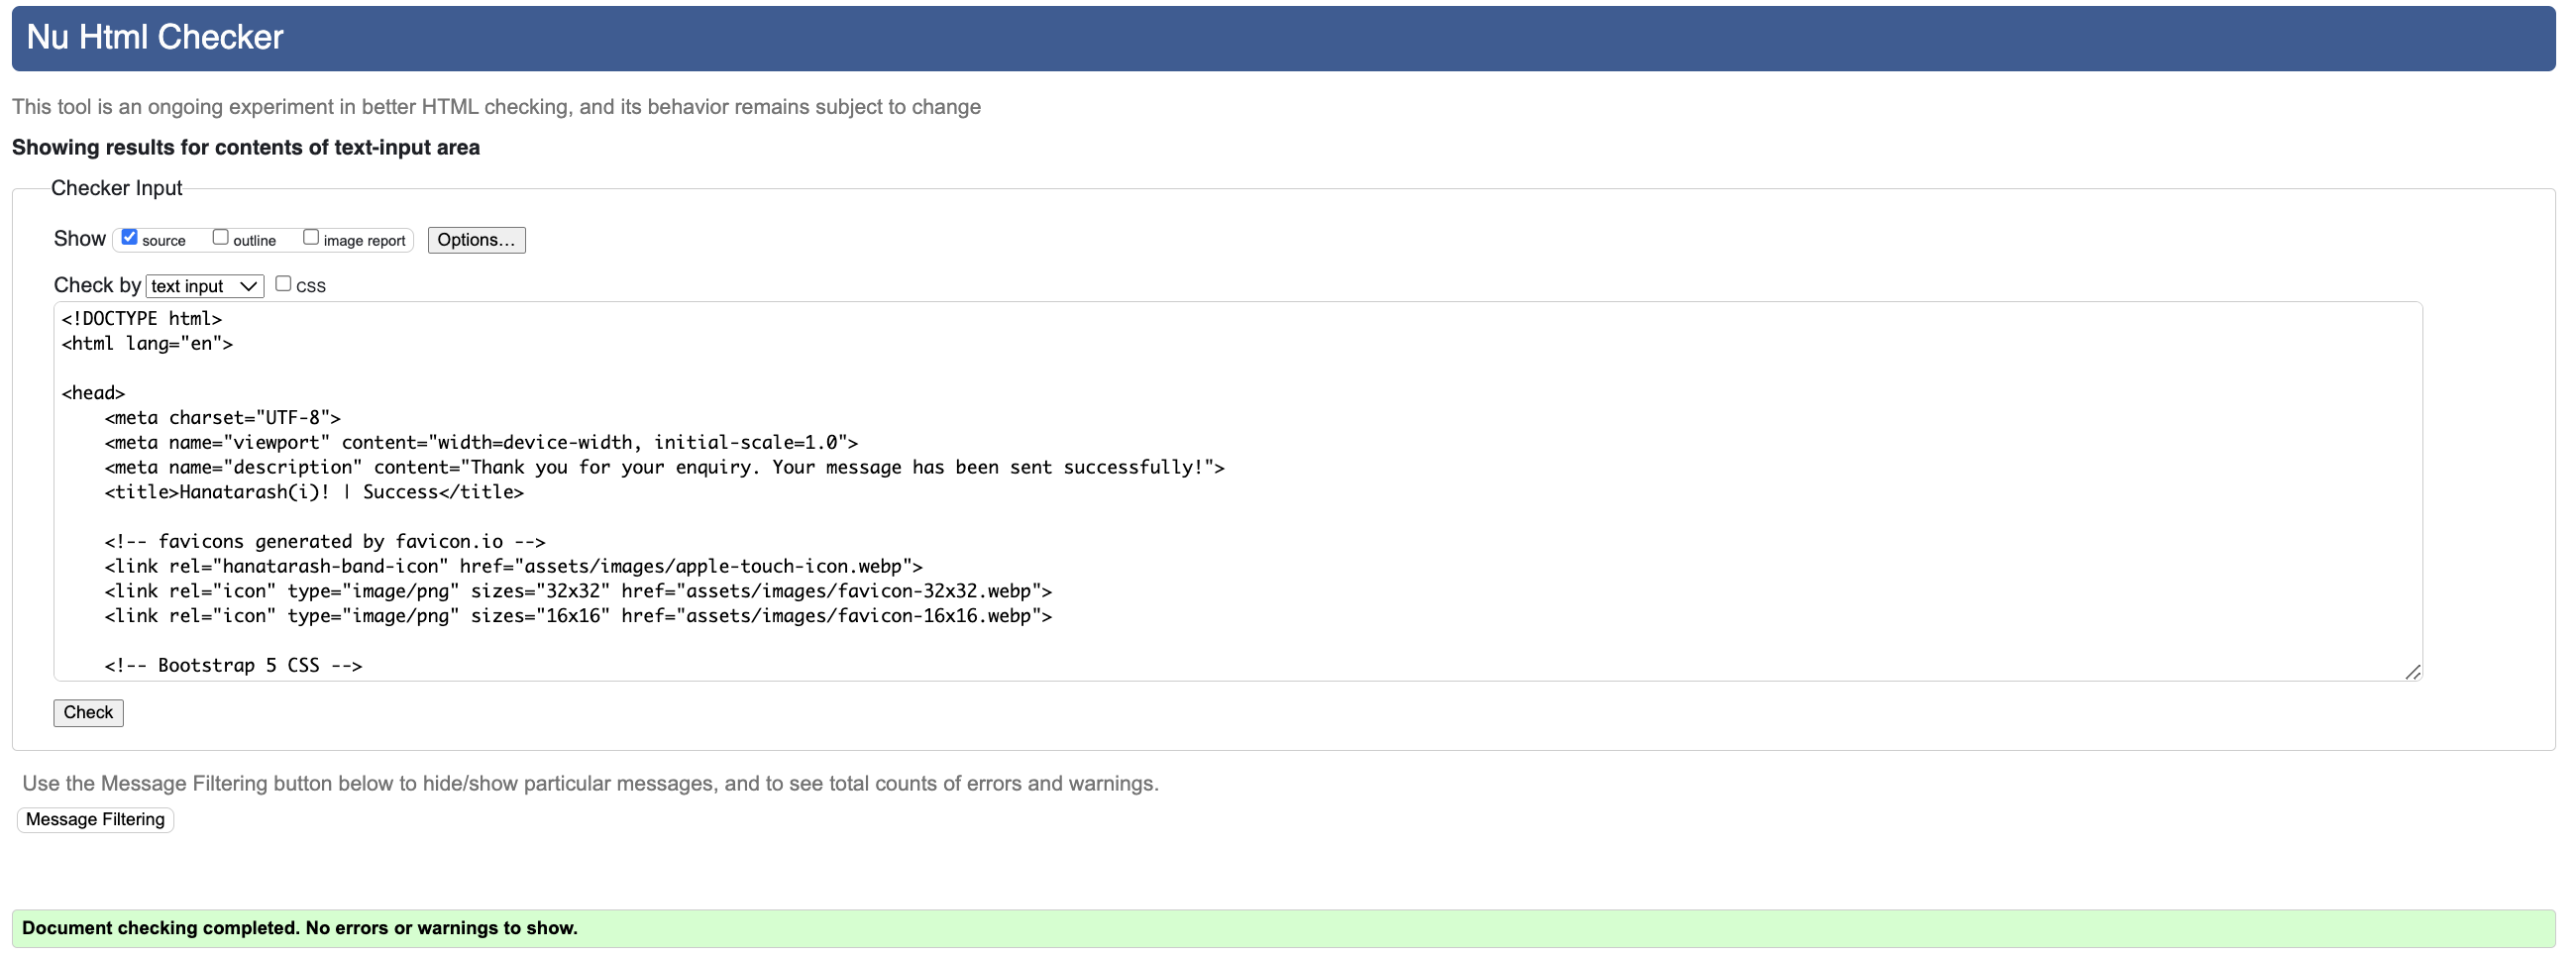 Nu Html Checker
This tool is an ongoing experiment in better HTML checking, and its behavior remains subject to change
Showing results for contents of text-input area
Checker Input
Show source outline image report Options...
Check by text input CSS
<!DOCTYPE html>
<html lang="en">
<head>
    <meta charset="UTF-8">
    <meta name="viewport" content="width=device-width, initial-scale=1.0">
    <meta name="description" content="Thank you for your enquiry. Your message has been sent successfully!">
    <title>Hanatarash(i)! | Success</title>
    <!-- favicons generated by favicon.io -->
    <link rel="hanatarash-band-icon" href="assets/images/apple-touch-icon.webp">
    <link rel="icon" type="image/png" sizes="32x32" href="assets/images/favicon-32x32.webp">
    <link rel="icon" type="image/png" sizes="16x16" href="assets/images/favicon-16x16.webp">
    <!-- Bootstrap 5 CSS -->
Check
Use the Message Filtering button below to hide/show particular messages, and to see total counts of errors and warnings.
Message Filtering
Document checking completed. No errors or warnings to show.